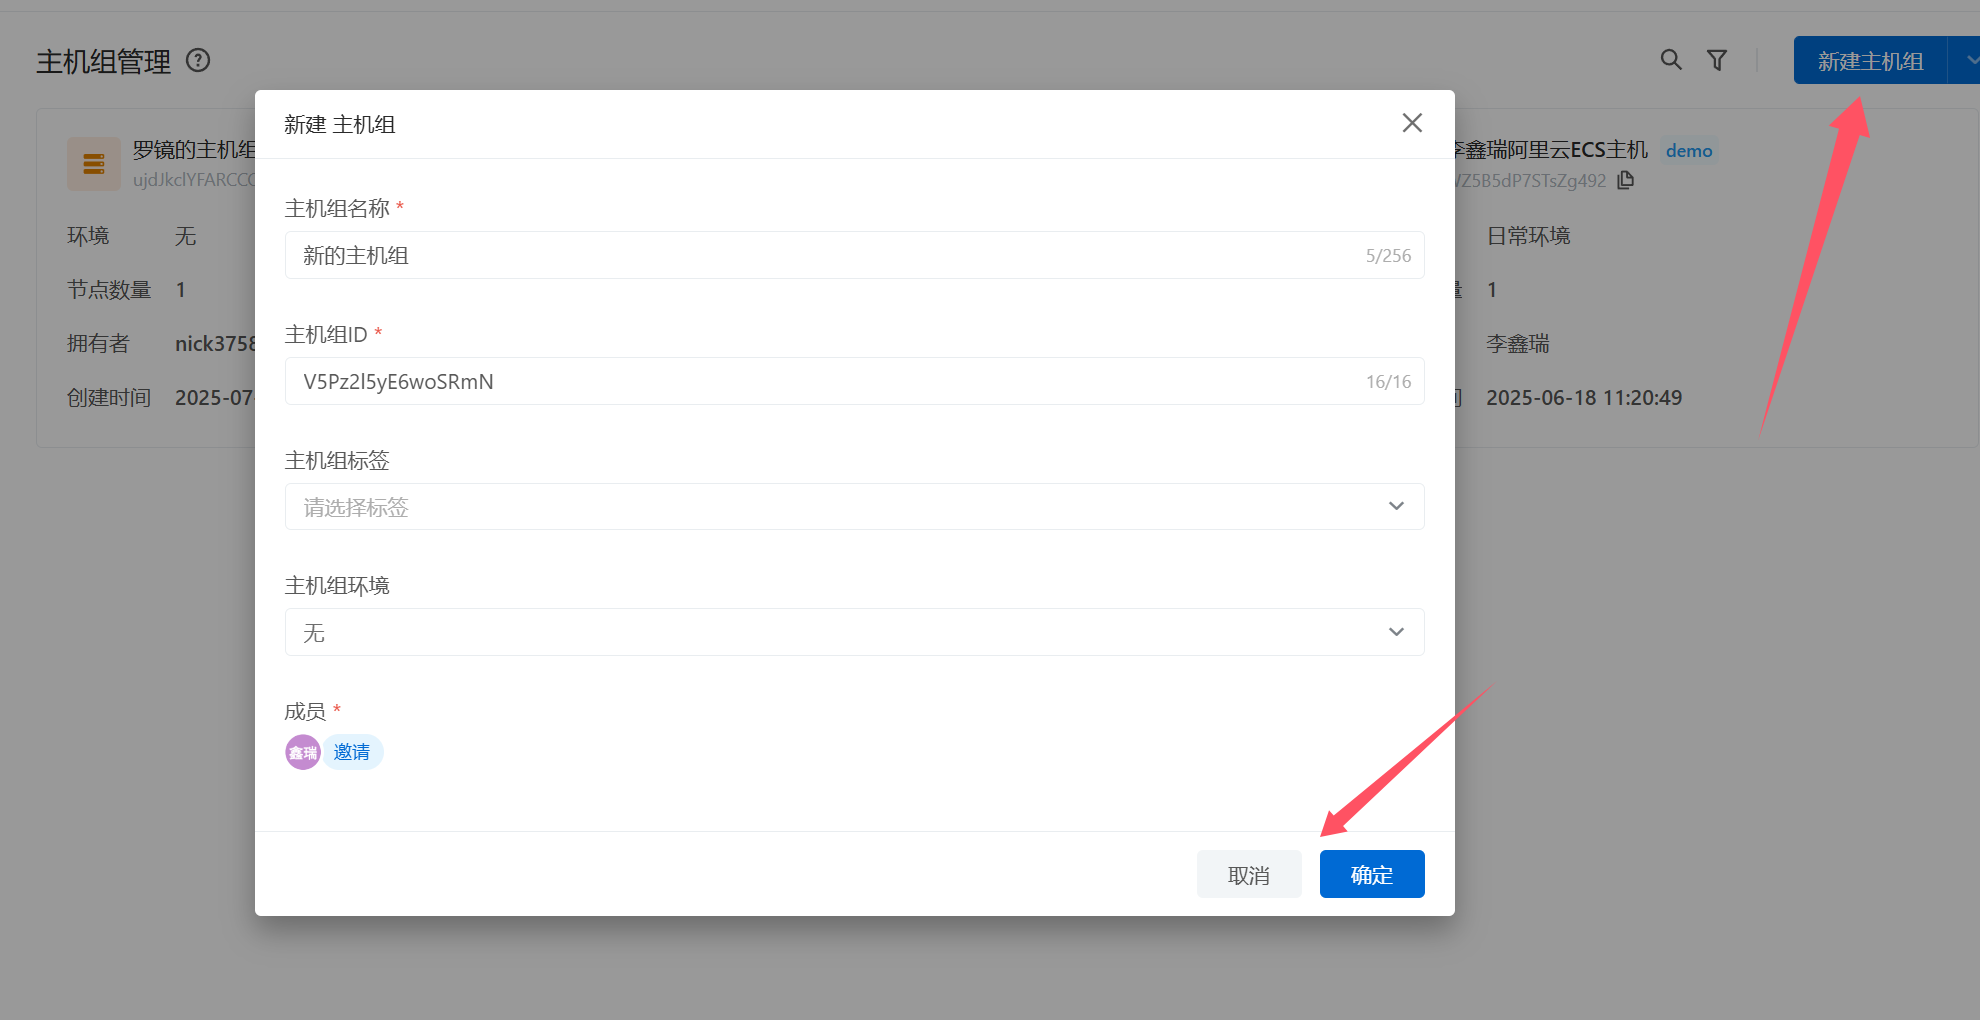 主机组管理
新建主机组
新建 主机组
罗镜的主机组
ujdJkclYFARCCC
李鑫瑞阿里云ECS主机 demo
VZ5B5dP7STsZg492
主机组名称 *
新的主机组 5/256
环境 无
日常环境
节点数量 1
量 1
主机组ID *
拥有者 nick3758
李鑫瑞
V5Pz2l5yE6woSRmN 16/16
创建时间 2025-07-
间 2025-06-18 11:20:49
主机组标签
请选择标签
主机组环境
无
成员 *
鑫瑞 邀请
取消 确定